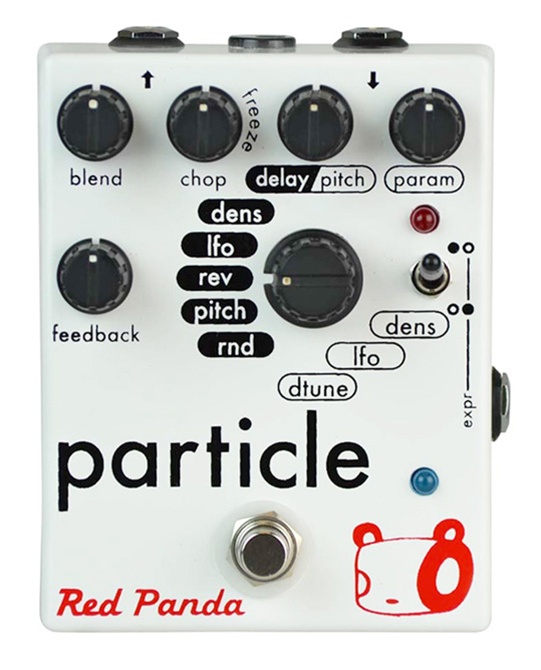 blend
chop
freeze
delay/pitch
param
dens
lfo
rev
pitch
rnd
feedback
dens
lfo
dtune
expr
particle
Red Panda